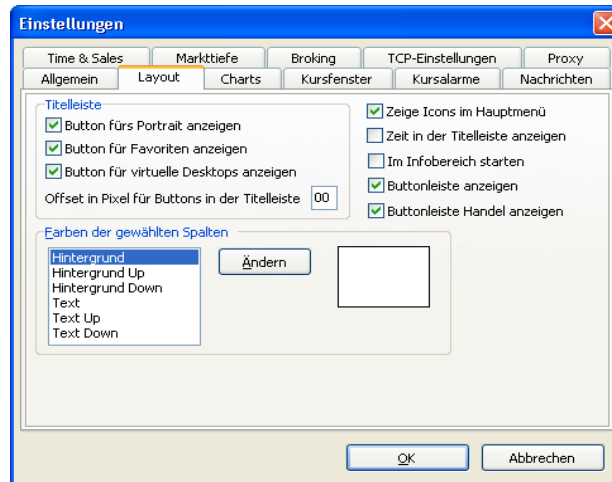 Einstellungen
Time & Sales Markttiefe Broking TCP-Einstellungen Proxy
Allgemein Layout Charts Kursfenster Kursalarme Nachrichten
Titelleiste
Button fürs Portrait anzeigen
Button für Favoriten anzeigen
Button für virtuelle Desktops anzeigen
Offset in Pixel für Buttons in der Titelleiste 00
Zeige Icons im Hauptmenü
Zeit in der Titelleiste anzeigen
Im Infobereich starten
Buttonleiste anzeigen
Buttonleiste Handel anzeigen
Farben der gewählten Spalten
Hintergrund
Hintergrund Up
Hintergrund Down
Text
Text Up
Text Down
Ändern
OK Abbrechen